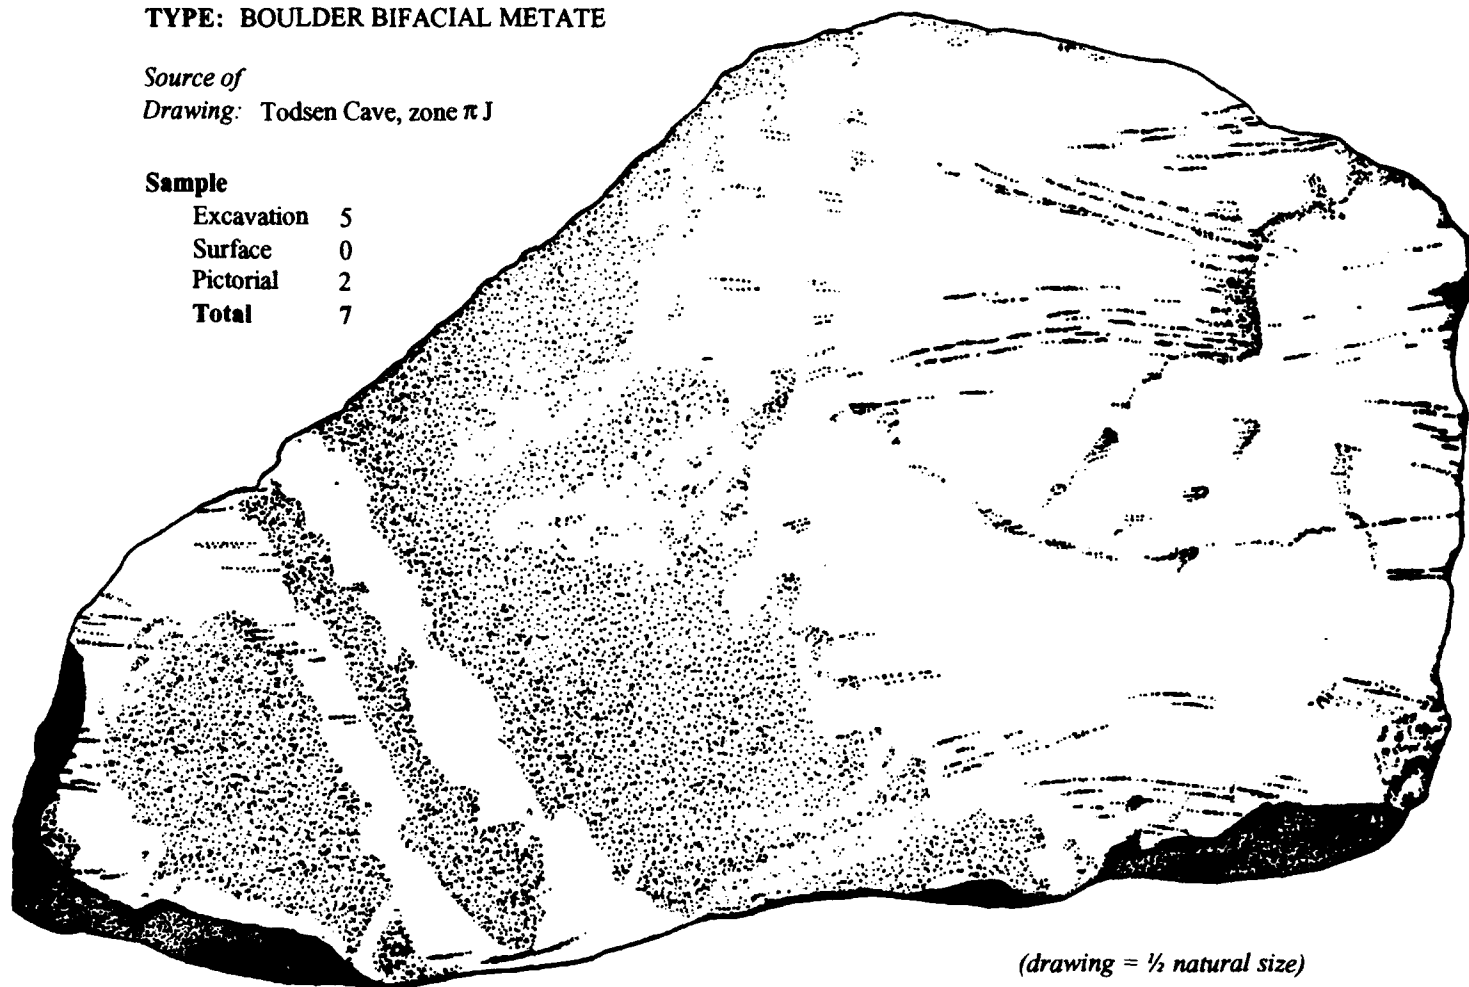 TYPE: BOULDER BIFACIAL METATE
Source of
Drawing: Todsen Cave, zone π J
Sample
Excavation 5
Surface 0
Pictorial 2
Total 7
(drawing = ½ natural size)